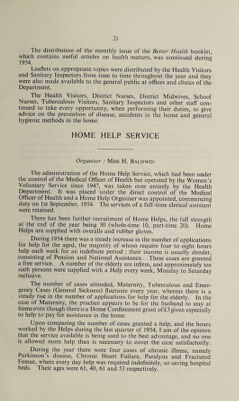 21
The distribution of the monthly issue of the Better Health booklet,
which contains useful articles on health matters, was continued during
1954.
Leaflets on appropriate topics were distributed by the Health Visitors
and Sanitary Inspectors from time to time throughout the year and they
were also made available to the general public at offices and clinics of the
Department.
The Health Visitors, District Nurses, District Midwives, School
Nurses, Tuberculosis Visitors, Sanitary Inspectors and other staff con-
tinued to take every opportunity, when performing their duties, to give
advice on the prevention of disease, accidents in the home and general
hygienic methods in the home.
HOME HELP SERVICE
Organiser : Miss H. Baldwin
The administration of the Home Help Service, which had been under
the control of the Medical Officer of Health but operated by the Women's
Voluntary Service since 1947, was taken over entirely by the Health
Department. It was placed under the direct control of the Medical
Officer of Health and a Home Help Organiser was appointed, commencing
duty on 1st September, 1954. The services of a full-time clerical assistant
were retained.
There has been further recruitment of Home Helps, the full strength
at the end of the year being 30 (whole-time 10, part-time 20). Home
Helps are supplied with overalls and rubber gloves.
During 1954 there was a steady increase in the number of applications
for help for the aged, the majority of whom require four to eight hours
help each week for an indefinite period ; their income is usually slender,
consisting of Pension and National Assistance. These cases are granted
a free service. A number of the elderly are infirm, and approximately ten
such persons were supplied with a Help every week, Monday to Saturday
inclusive.
The number of cases attended, Maternity, Tuberculous and Emer-
gency Cases (General Sickness) fluctuate every year, whereas there is a
steady rise in the number of applications for help for the elderly. In the
case of Maternity, the practice appears to be for the husband to stay at
home even though there is a Home Confinement grant of £3 given especially
to help to pay for assistance in the home.
Upon comparing the number of cases granted a help, and the hours
worked by the Helps during the last quarter of 1954, I am of the opinion
that the service available is being used to the best advantage, and no one
is allowed more help than is necessary to cover the case satisfactorily.
During the year there were four cases of chronic illness, namely
Parkinson's disease, Chronic Heart Failure, Paralysis and Fractured
Femur, where every day help was required indefinitely, so saving hospital
beds. Their ages were 61, 40, 61 and 53 respectively.